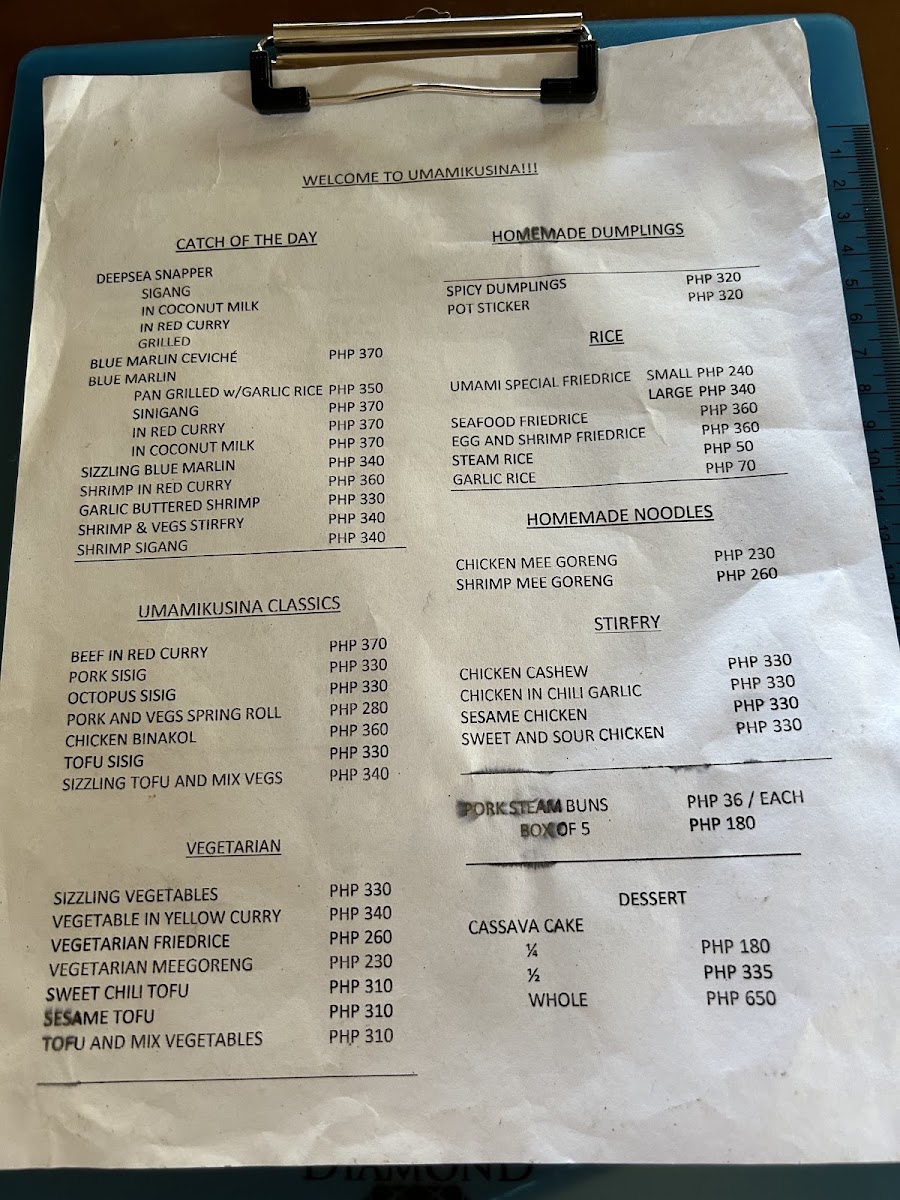 WELCOME TO UMAMIKUSINA!!!
CATCH OF THE DAY
DEEPSEA SNAPPER
SIGANG
IN COCONUT MILK
IN RED CURRY
GRILLED
BLUE MARLIN CEVICHÉ PHP 370
BLUE MARLIN
PAN GRILLED w/GARLIC RICE PHP 350
SINIGANG PHP 370
IN RED CURRY PHP 370
IN COCONUT MILK PHP 370
SIZZLING BLUE MARLIN PHP 340
SHRIMP IN RED CURRY PHP 360
GARLIC BUTTERED SHRIMP PHP 330
SHRIMP & VEGS STIRFRY PHP 340
SHRIMP SIGANG PHP 340
UMAMIKUSINA CLASSICS
BEEF IN RED CURRY PHP 370
PORK SISIG PHP 330
OCTOPUS SISIG PHP 330
PORK AND VEGS SPRING ROLL PHP 280
CHICKEN BINAKOL PHP 360
TOFU SISIG PHP 330
SIZZLING TOFU AND MIX VEGS PHP 340
VEGETARIAN
SIZZLING VEGETABLES PHP 330
VEGETABLE IN YELLOW CURRY PHP 340
VEGETARIAN FRIEDRICE PHP 260
VEGETARIAN MEEGORENG PHP 230
SWEET CHILI TOFU PHP 310
SESAME TOFU PHP 310
TOFU AND MIX VEGETABLES PHP 310
HOMEMADE DUMPLINGS
SPICY DUMPLINGS PHP 320
POT STICKER PHP 320
RICE
UMAMI SPECIAL FRIEDRICE SMALL PHP 240
LARGE PHP 340
SEAFOOD FRIEDRICE PHP 360
EGG AND SHRIMP FRIEDRICE PHP 360
STEAM RICE PHP 50
GARLIC RICE PHP 70
HOMEMADE NOODLES
CHICKEN MEE GORENG PHP 230
SHRIMP MEE GORENG PHP 260
STIRFRY
CHICKEN CASHEW PHP 330
CHICKEN IN CHILI GARLIC PHP 330
SESAME CHICKEN PHP 330
SWEET AND SOUR CHICKEN PHP 330
PORK STEAM BUNS PHP 36 / EACH
BOX OF 5 PHP 180
DESSERT
CASSAVA CAKE
¼ PHP 180
½ PHP 335
WHOLE PHP 650
DIAMOND